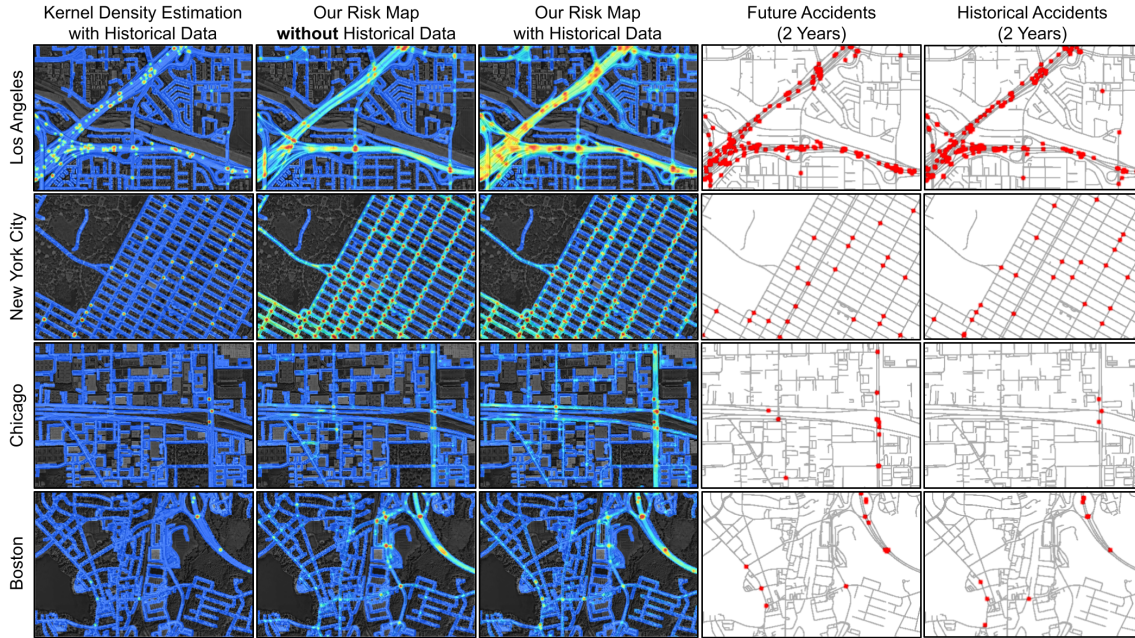 Kernel Density Estimation
with Historical Data
Our Risk Map
without Historical Data
Our Risk Map
with Historical Data
Future Accidents
(2 Years)
Historical Accidents
(2 Years)
Los Angeles
New York City
Chicago
Boston